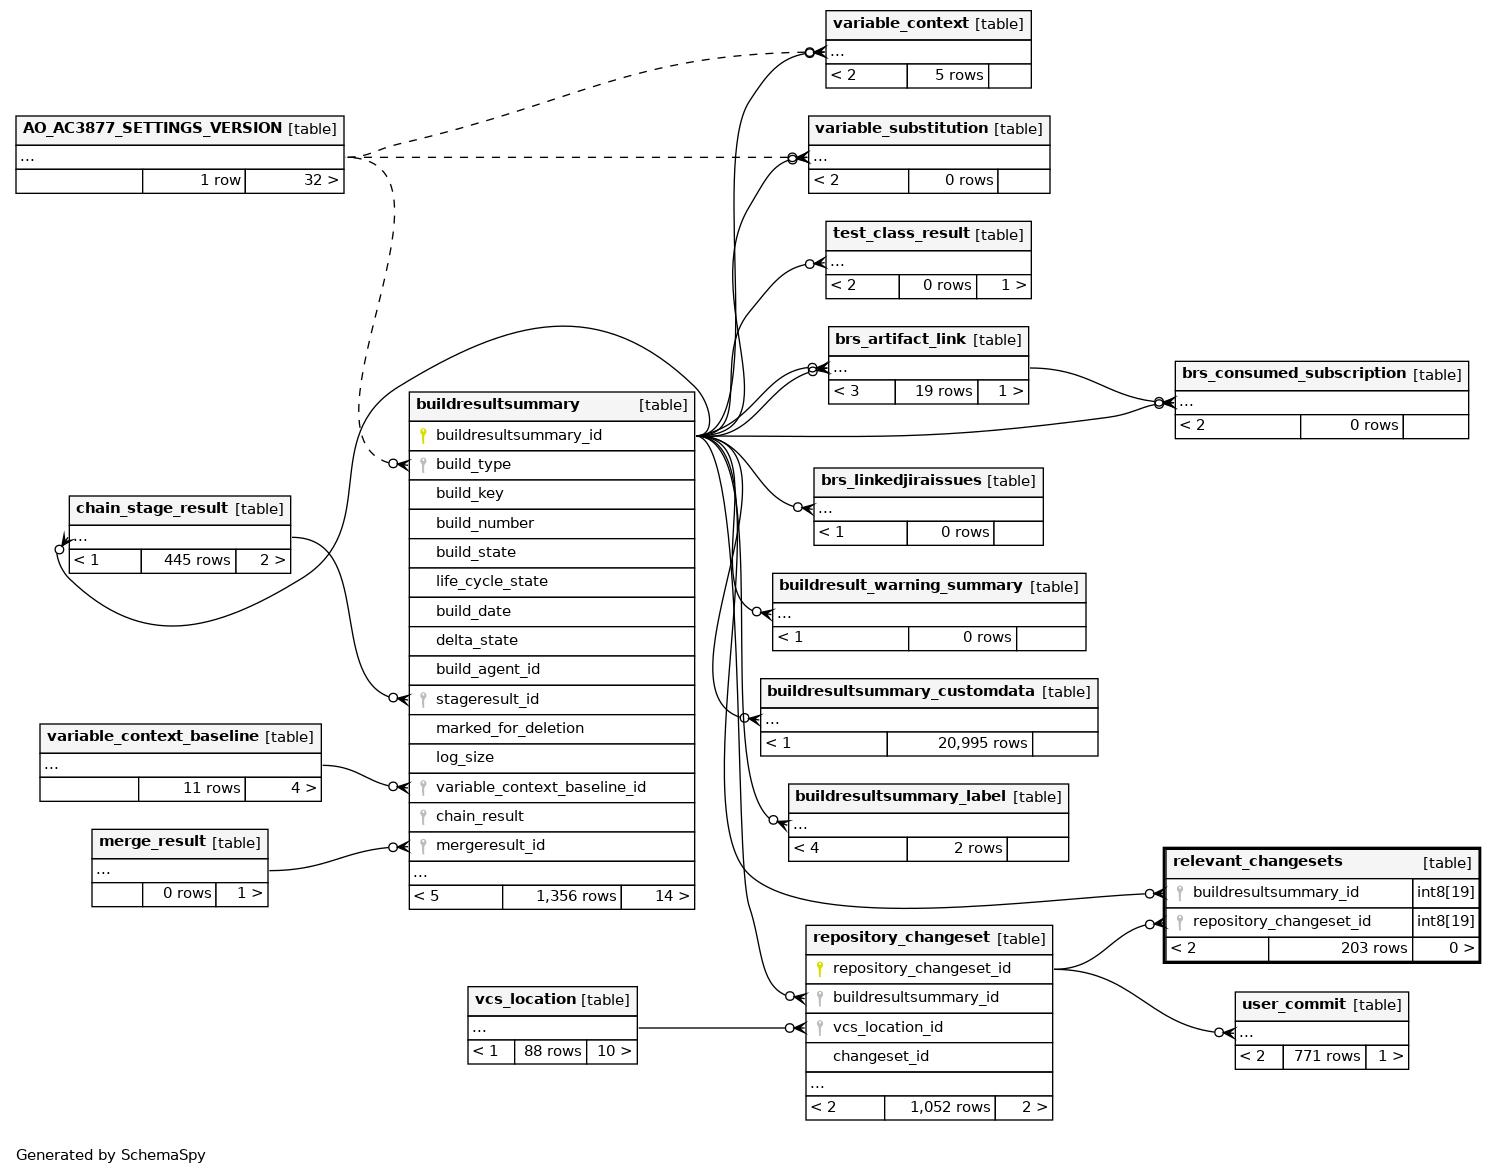 variable_context [table]
...
< 2 5 rows
AO_AC3877_SETTINGS_VERSION [table]
...
1 row 32 >
variable_substitution [table]
...
< 2 0 rows
test_class_result [table]
...
< 2 0 rows 1 >
brs_artifact_link [table]
...
< 3 19 rows 1 >
brs_consumed_subscription [table]
...
< 2 0 rows
buildresultsummary [table]
buildresultsummary_id
build_type
build_key
build_number
build_state
life_cycle_state
build_date
delta_state
build_agent_id
stageresult_id
marked_for_deletion
log_size
variable_context_baseline_id
chain_result
mergeresult_id
...
< 5 1,356 rows 14 >
brs_linkedjiraissues [table]
...
< 1 0 rows
chain_stage_result [table]
...
< 1 445 rows 2 >
buildresult_warning_summary [table]
...
< 1 0 rows
buildresultsummary_customdata [table]
...
< 1 20,995 rows
variable_context_baseline [table]
...
11 rows 4 >
buildresultsummary_label [table]
...
< 4 2 rows
merge_result [table]
...
0 rows 1 >
relevant_changesets [table]
buildresultsummary_id int8[19]
repository_changeset_id int8[19]
< 2 203 rows 0 >
repository_changeset [table]
repository_changeset_id
buildresultsummary_id
vcs_location_id
changeset_id
...
< 2 1,052 rows 2 >
vcs_location [table]
...
< 1 88 rows 10 >
user_commit [table]
...
< 2 771 rows 1 >
Generated by SchemaSpy